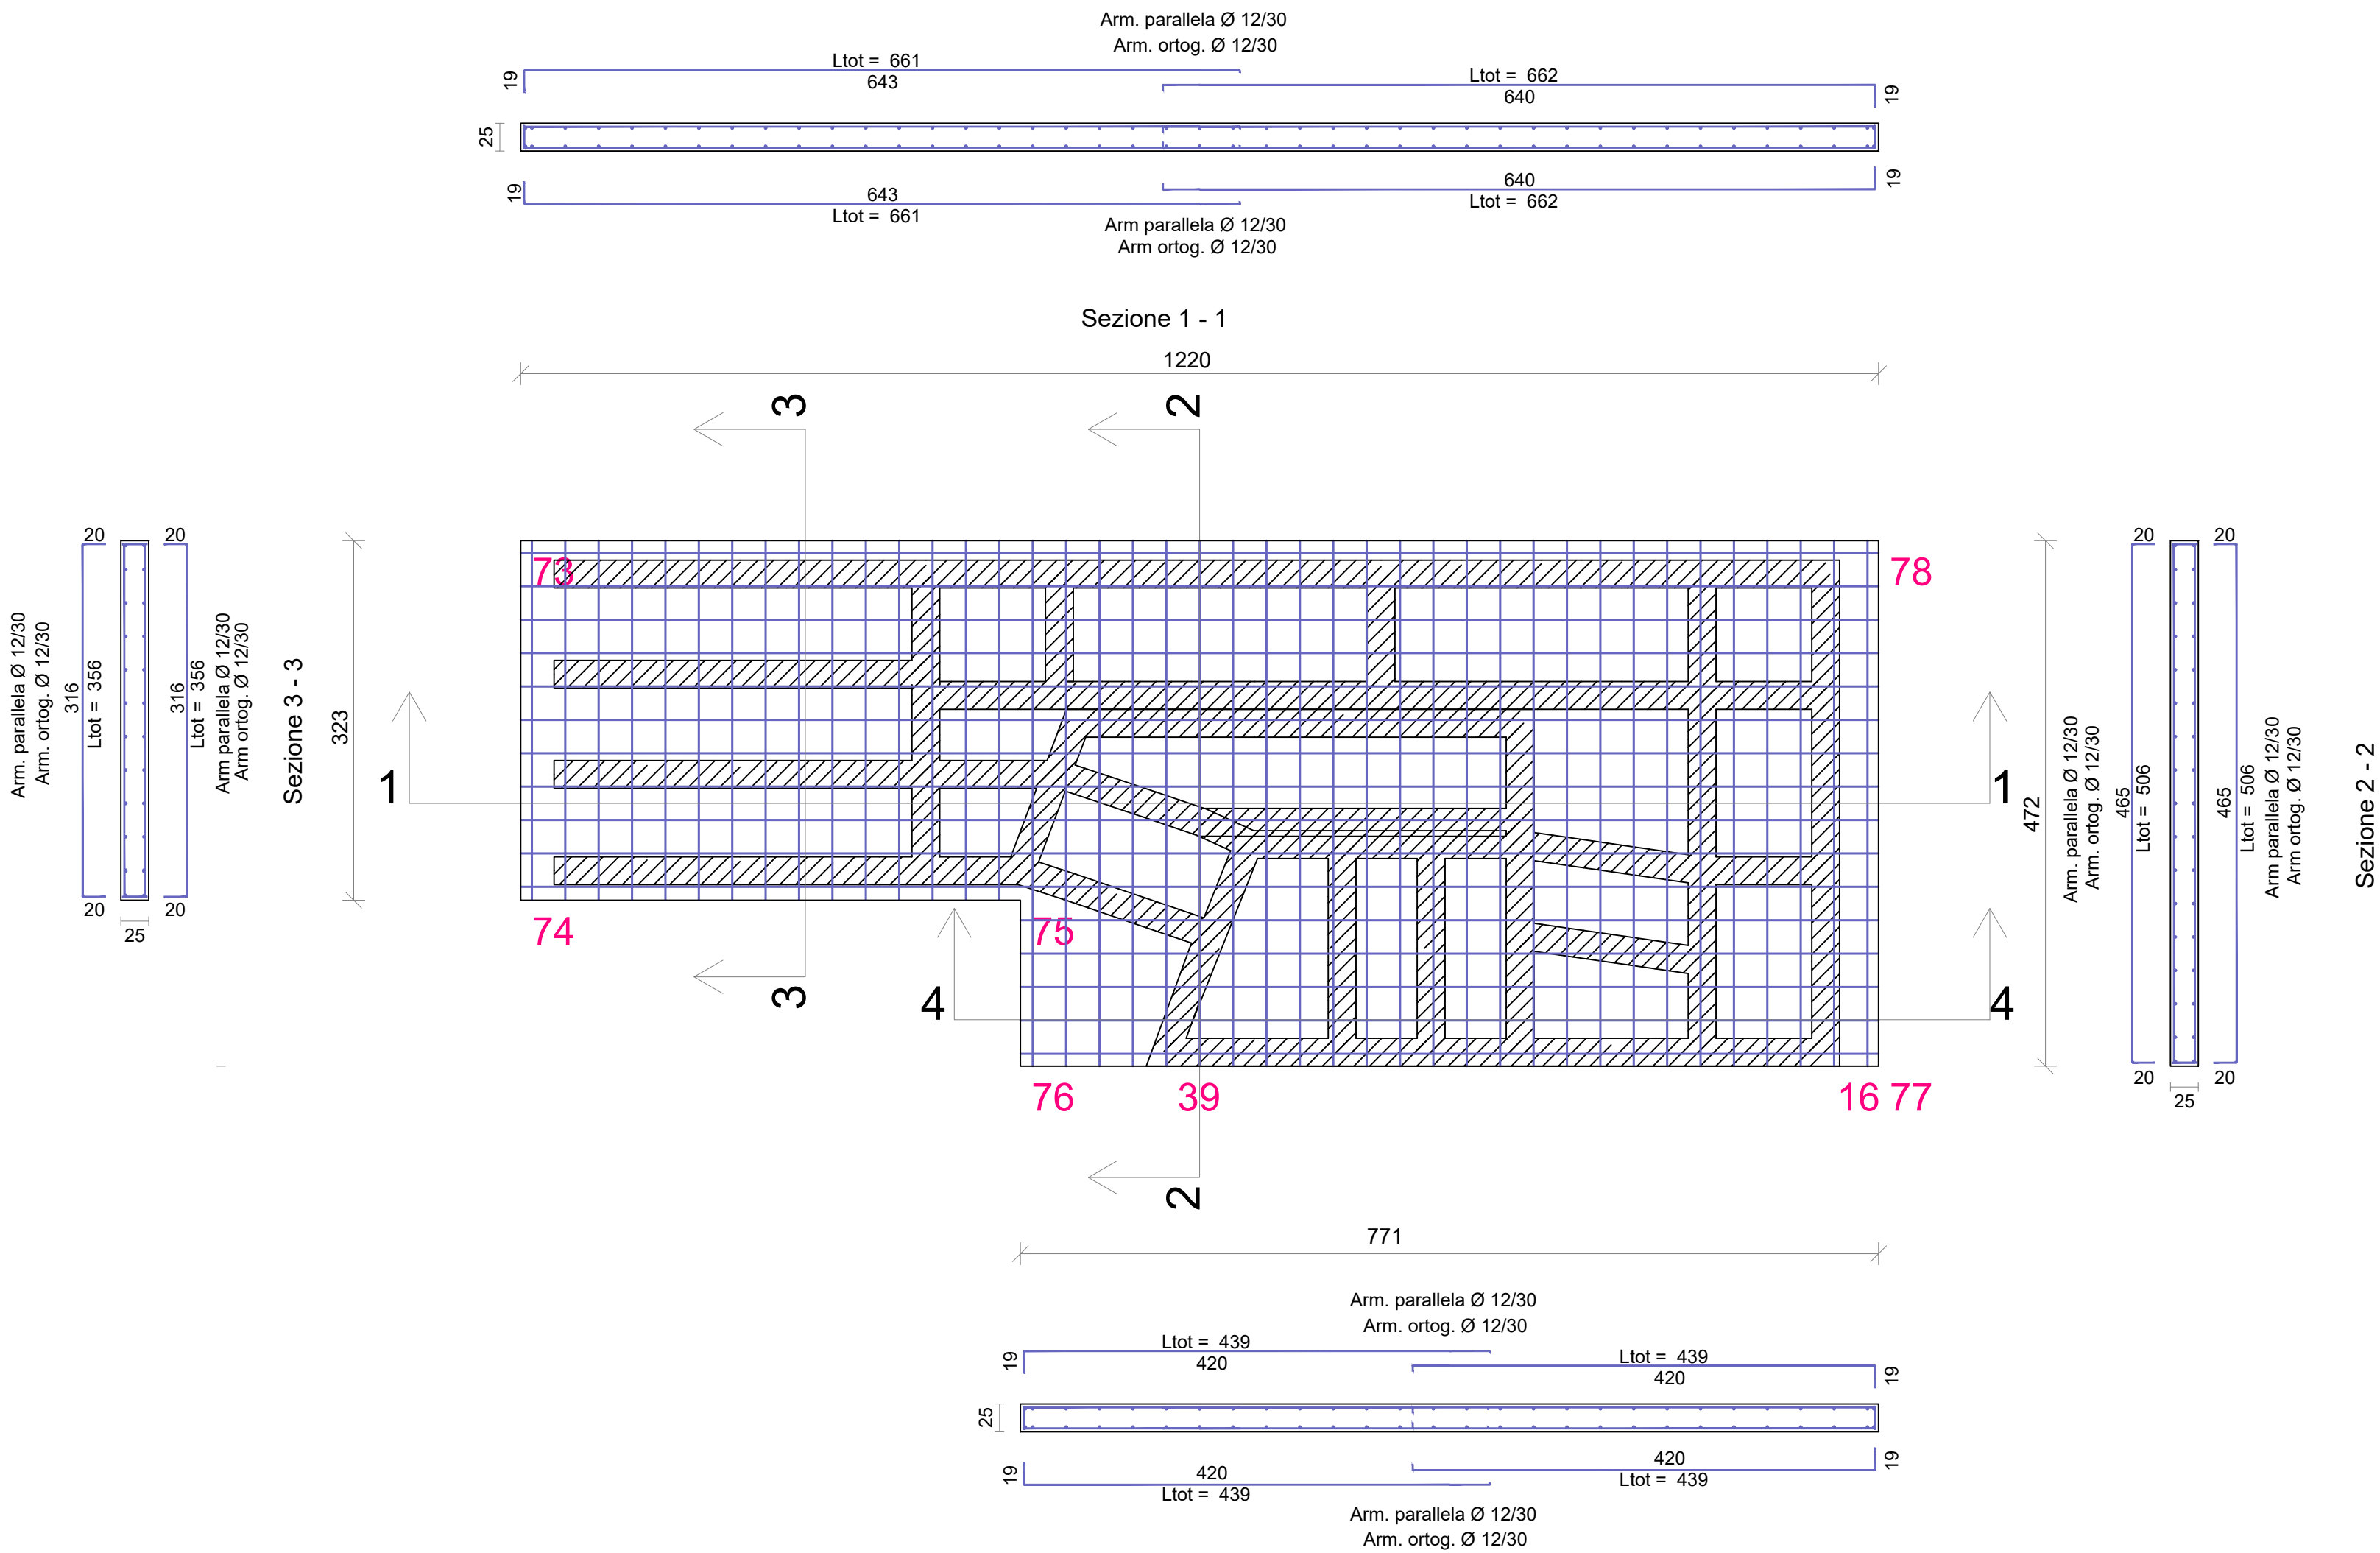 Arm. parallela Ø 12/30
Arm. ortog. Ø 12/30
Ltot = 661
643
19
Ltot = 662
640
19
25
19
643
Ltot = 661
640
Ltot = 662
19
Arm parallela Ø 12/30
Arm ortog. Ø 12/30
Sezione 1 - 1
1220
3
2
20
20
Arm. parallela Ø 12/30
Arm. ortog. Ø 12/30
316
Ltot = 356
316
Ltot = 356
Arm parallela Ø 12/30
Arm ortog. Ø 12/30
20
20
25
Sezione 3 - 3
323
73
78
1
1
74
75
3
4
4
76
39
16
77
2
472
20
20
Arm. parallela Ø 12/30
Arm. ortog. Ø 12/30
465
Ltot = 506
465
Ltot = 506
Arm parallela Ø 12/30
Arm ortog. Ø 12/30
20
20
25
Sezione 2 - 2
771
Arm. parallela Ø 12/30
Arm. ortog. Ø 12/30
Ltot = 439
420
19
Ltot = 439
420
19
25
19
420
Ltot = 439
420
Ltot = 439
19
Arm. parallela Ø 12/30
Arm. ortog. Ø 12/30